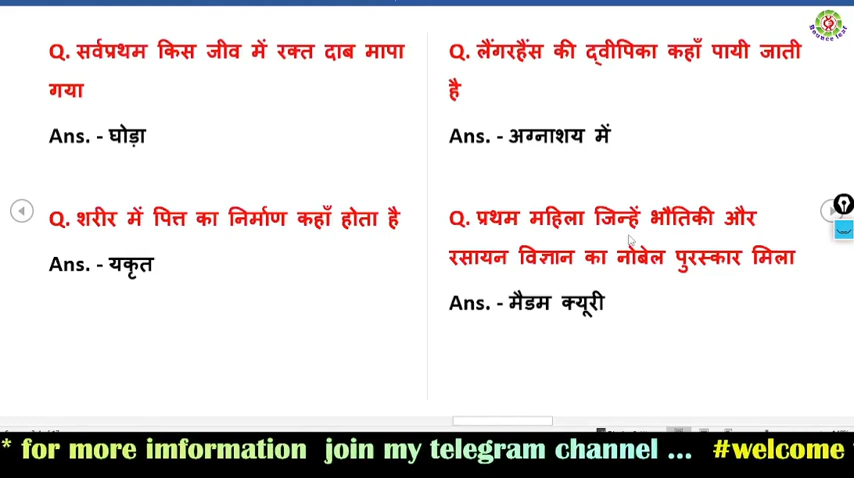 Q. सर्वप्रथम किस जीव में रक्त दाब मापा
गया
Ans. - घोड़ा
Q. शरीर में पित्त का निर्माण कहाँ होता है
Ans. - यकृत
Q. लैंगरहैंस की द्वीपिका कहाँ पायी जाती
है
Ans. - अग्नाशय में
Q. प्रथम महिला जिन्हें भौतिकी और
रसायन विज्ञान का नोबेल पुरस्कार मिला
Ans. - मैडम क्यूरी
* for more imformation join my telegram channel ... #welcome